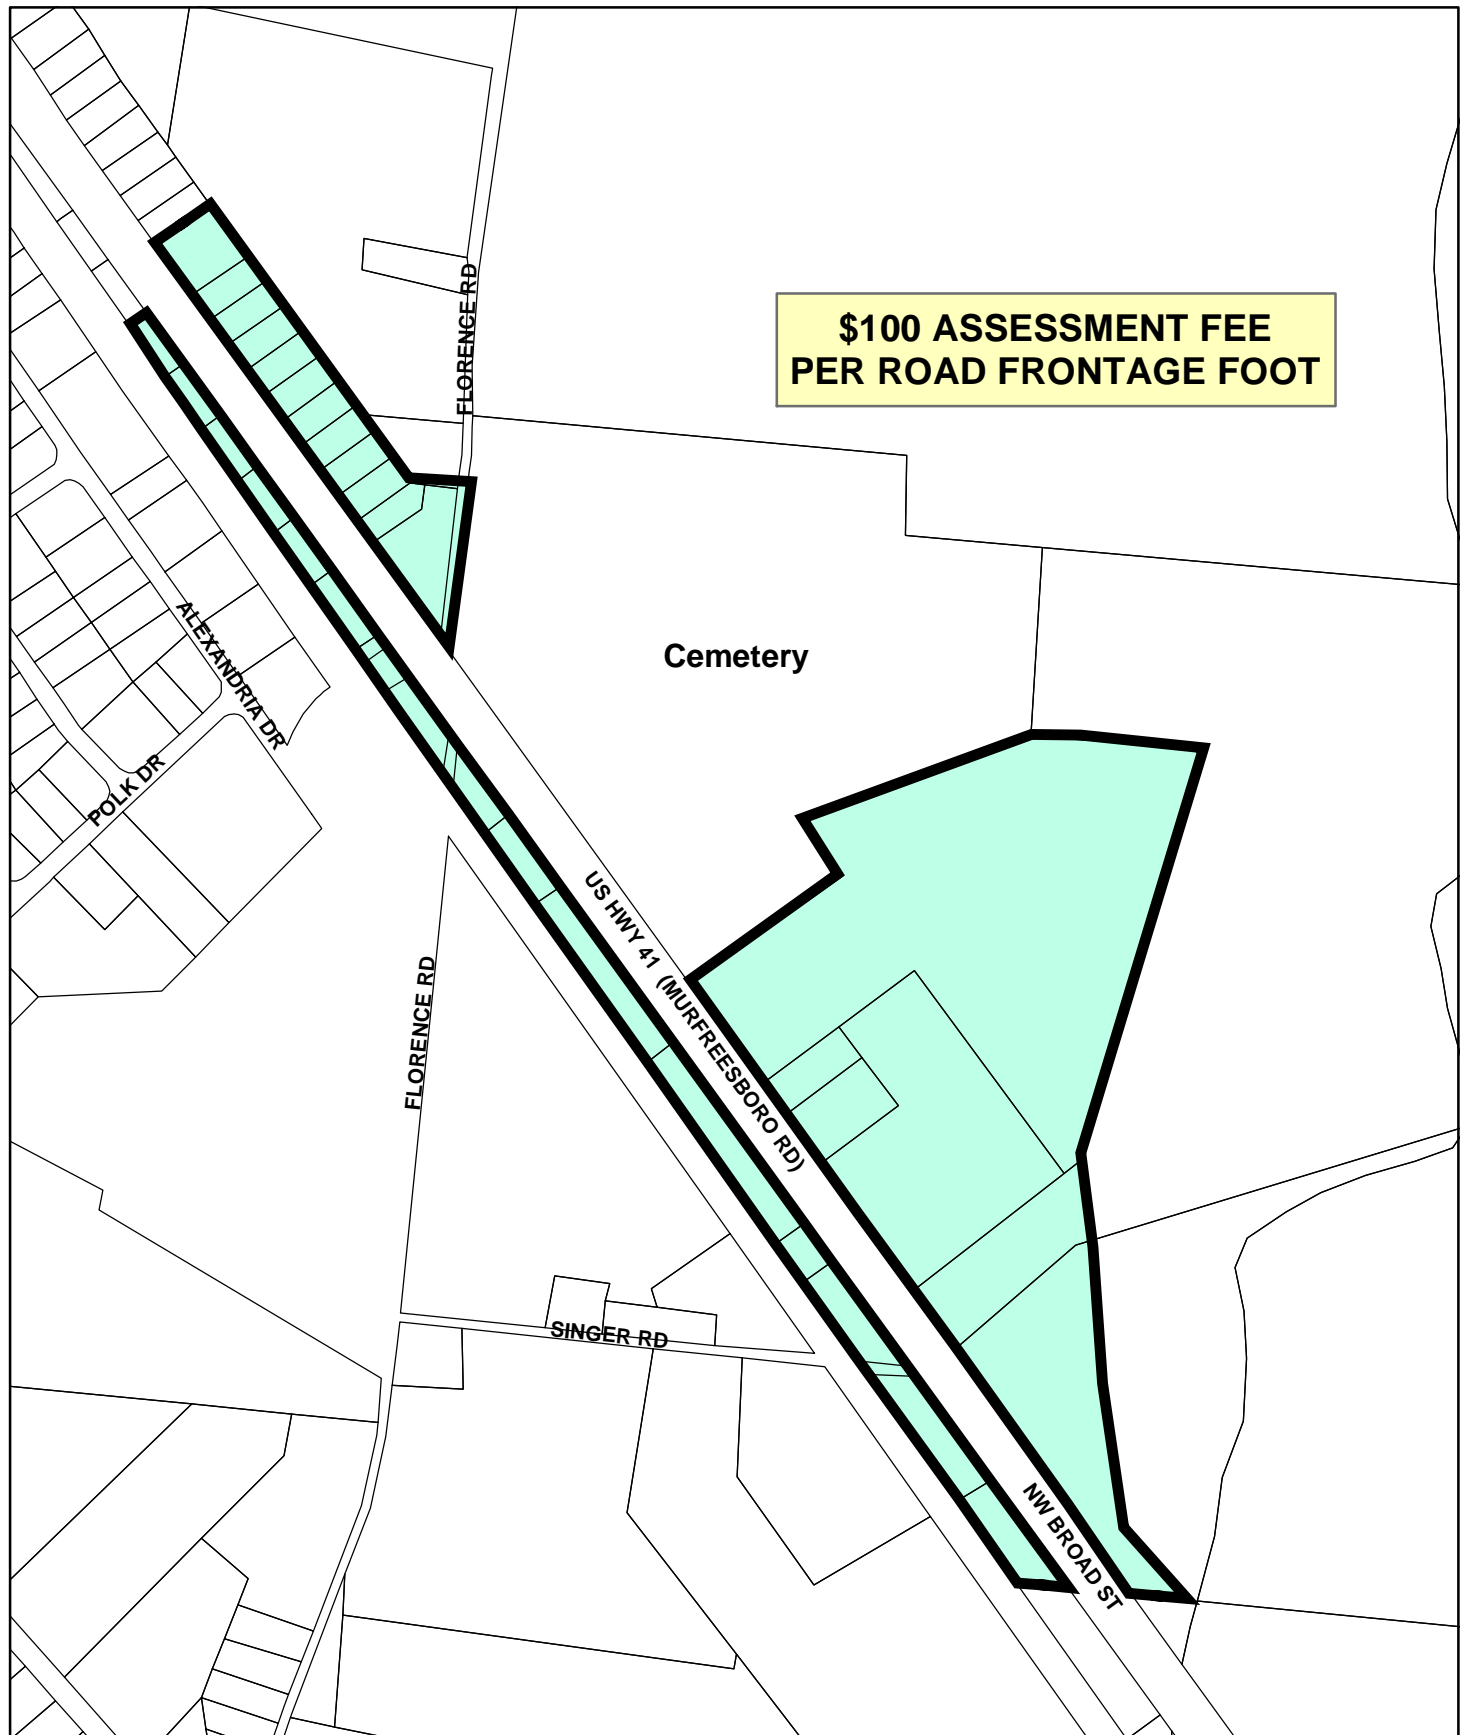 FLORENCE RD
$100 ASSESSMENT FEE
PER ROAD FRONTAGE FOOT
Cemetery
ALEXANDRIA DR
POLK DR
US HWY 41 (MURFREESBORO RD)
FLORENCE RD
SINGER RD
NW BROAD ST